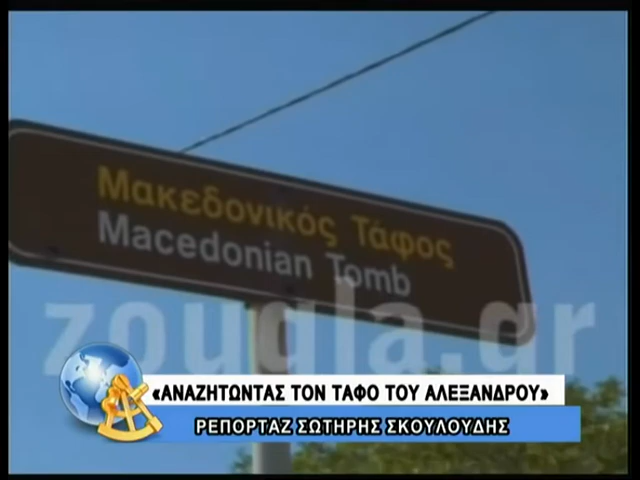 Μακεδονικός Τάφος
Macedonian Tomb
zougla.gr
«ΑΝΑΖΗΤΩΝΤΑΣ ΤΟΝ ΤΑΦΟ ΤΟΥ ΑΛΕΞΑΝΔΡΟΥ»
ΡΕΠΟΡΤΑΖ ΣΩΤΗΡΗΣ ΣΚΟΥΛΟΥΔΗΣ